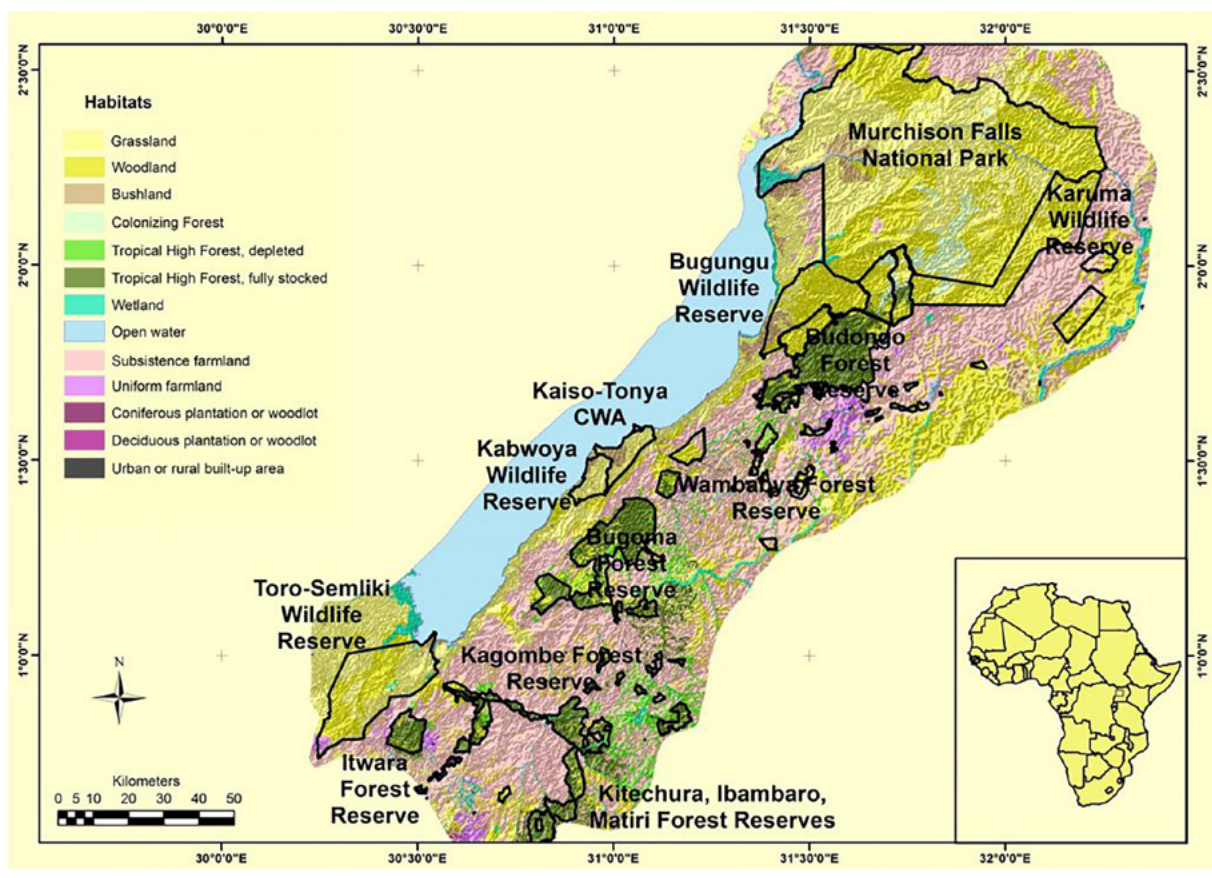 30°0'0"E 30°30'0"E 31°0'0"E 31°30'0"E 32°0'0"E
2°30'0"N
2°30'0"N
Habitats
Grassland
Woodland
Bushland
Colonizing Forest
Tropical High Forest, depleted
Tropical High Forest, fully stocked
Wetland
Open water
Subsistence farmland
Uniform farmland
Coniferous plantation or woodlot
Deciduous plantation or woodlot
Urban or rural built-up area
Murchison Falls
National Park
Karuma
Wildlife
Reserve
2°0'0"N
2°0'0"N
Bugungu
Wildlife
Reserve
Budongo
Forest
Reserve
Kaiso-Tonya
CWA
Kabwoya
Wildlife
Reserve
1°30'0"N
1°30'0"N
Wambabya Forest
Reserve
Bugoma
Forest
Reserve
Toro-Semliki
Wildlife
Reserve
1°0'0"N
1°0'0"N
Kagombe Forest
Reserve
N
Itwara
Forest
Reserve
Kitechura, Ibambaro,
Matiri Forest Reserves
Kilometers
0 5 10 20 30 40 50
30°0'0"E 30°30'0"E 31°0'0"E 31°30'0"E 32°0'0"E